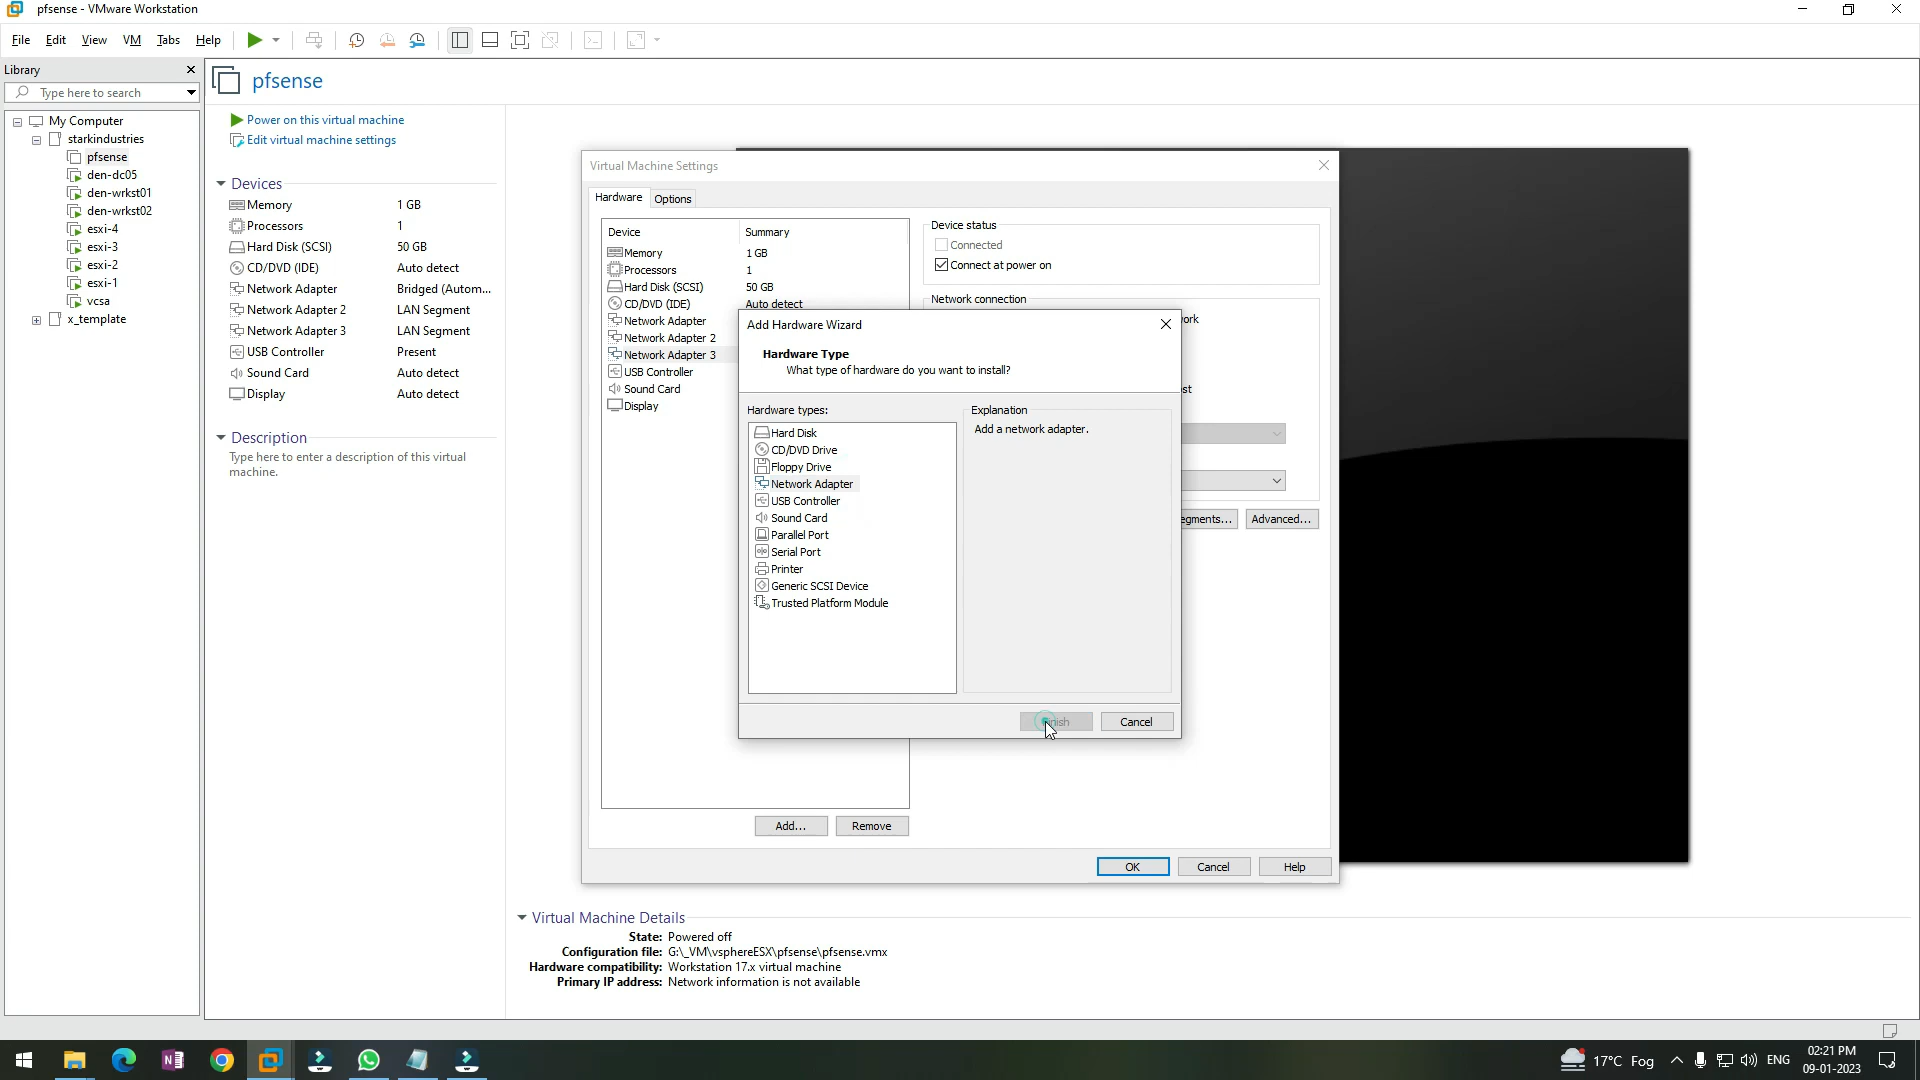 pfsense - VMware Workstation
File Edit View VM Tabs Help
Library
Type here to search
My Computer
starkindustries
pfsense
den-dc05
den-wrkst01
den-wrkst02
esxi-4
esxi-3
esxi-2
esxi-1
vcsa
x_template
pfsense
Power on this virtual machine
Edit virtual machine settings
Devices
Memory 1 GB
Processors 1
Hard Disk (SCSI) 50 GB
CD/DVD (IDE) Auto detect
Network Adapter Bridged (Autom...
Network Adapter 2 LAN Segment
Network Adapter 3 LAN Segment
USB Controller Present
Sound Card Auto detect
Display Auto detect
Description
Type here to enter a description of this virtual
machine.
Virtual Machine Settings
Hardware Options
Device Summary
Memory 1 GB
Processors 1
Hard Disk (SCSI) 50 GB
CD/DVD (IDE) Auto detect
Network Adapter
Network Adapter 2
Network Adapter 3
USB Controller
Sound Card
Display
Device status
Connected
Connect at power on
Network connection
Advanced...
Add Hardware Wizard
Hardware Type
What type of hardware do you want to install?
Hardware types:
Hard Disk
CD/DVD Drive
Floppy Drive
Network Adapter
USB Controller
Sound Card
Parallel Port
Serial Port
Printer
Generic SCSI Device
Trusted Platform Module
Explanation
Add a network adapter.
Cancel
Add... Remove
OK Cancel Help
Virtual Machine Details
State: Powered off
Configuration file: G:\_VM\vsphereESX\pfsense\pfsense.vmx
Hardware compatibility: Workstation 17.x virtual machine
Primary IP address: Network information is not available
17°C Fog
ENG
02:21 PM
09-01-2023